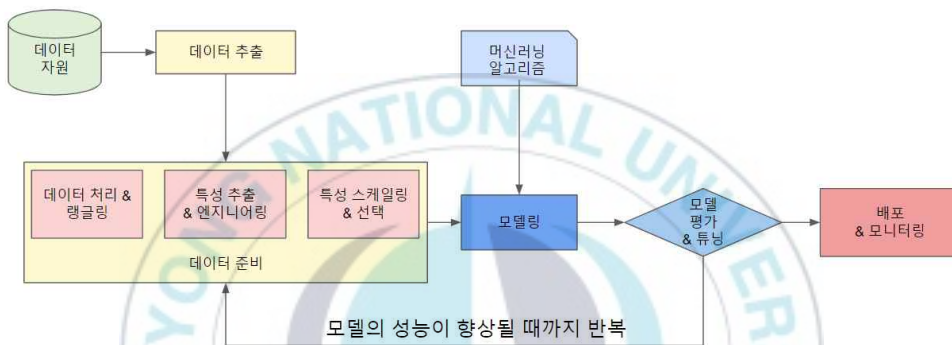 데이터
자원
데이터 추출
머신러닝
알고리즘
데이터 처리 &
랭글링
특성 추출
& 엔지니어링
특성 스케일링
& 선택
데이터 준비
모델링
모델
평가
& 튜닝
배포
& 모니터링
모델의 성능이 향상될 때까지 반복
YONG NATIONAL UNIVER